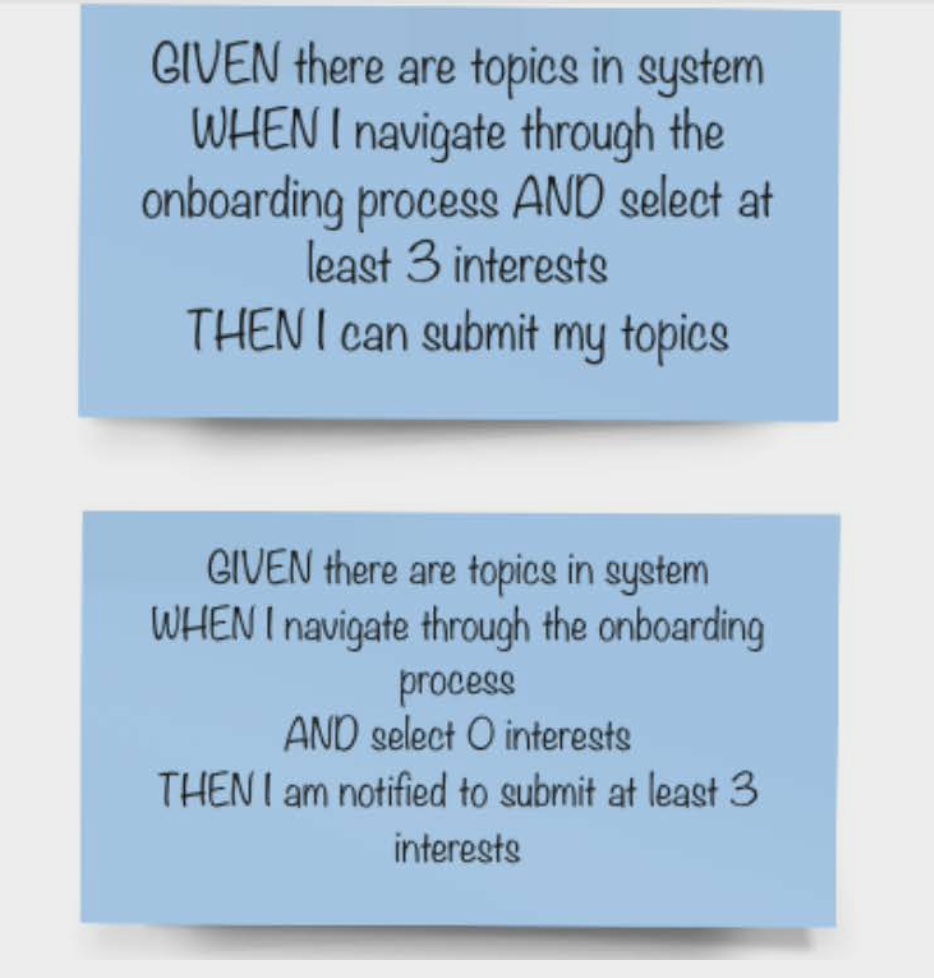 GIVEN there are topics in system
WHEN I navigate through the
onboarding process AND select at
least 3 interests
THEN I can submit my topics
GIVEN there are topics in system
WHEN I navigate through the onboarding
process
AND select 0 interests
THEN I am notified to submit at least 3
interests